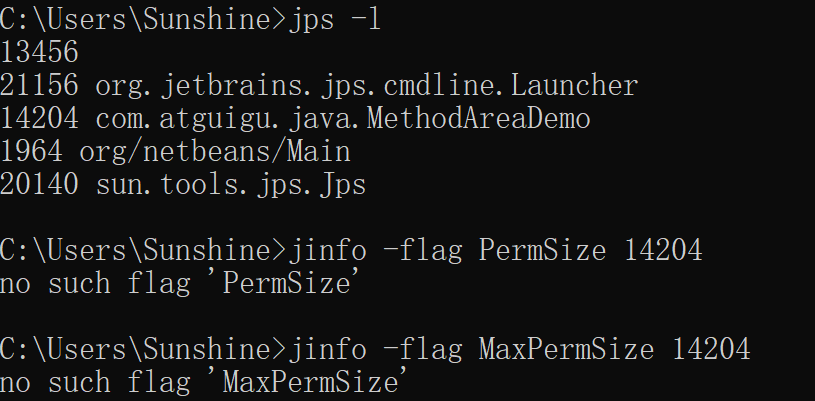 C:\Users\Sunshine>jps -l
13456
21156 org.jetbrains.jps.cmdline.Launcher
14204 com.atguigu.java.MethodAreaDemo
1964 org/netbeans/Main
20140 sun.tools.jps.Jps
C:\Users\Sunshine>jinfo -flag PermSize 14204
no such flag 'PermSize'
C:\Users\Sunshine>jinfo -flag MaxPermSize 14204
no such flag 'MaxPermSize'